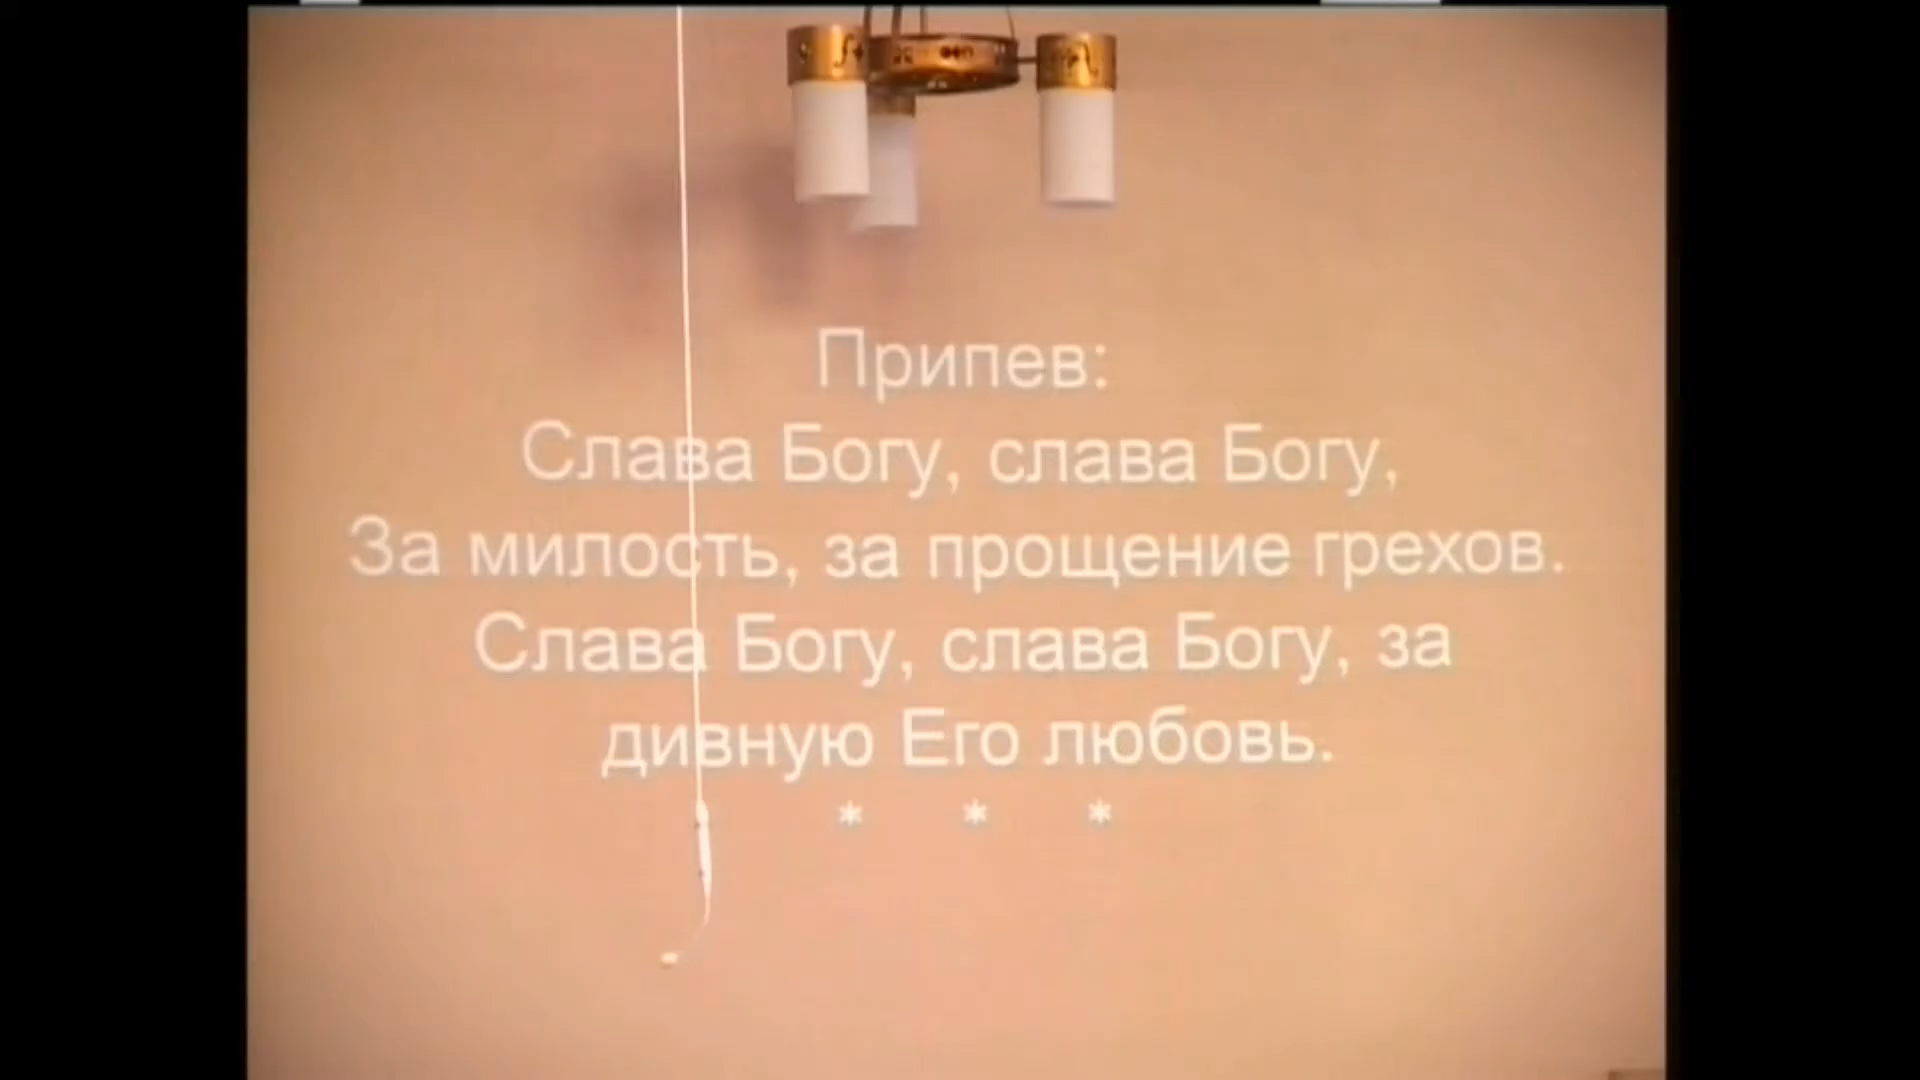 Припев:
Слава Богу, слава Богу,
За милость, за прощение грехов.
Слава Богу, слава Богу, за
дивную Его любовь.
* * *